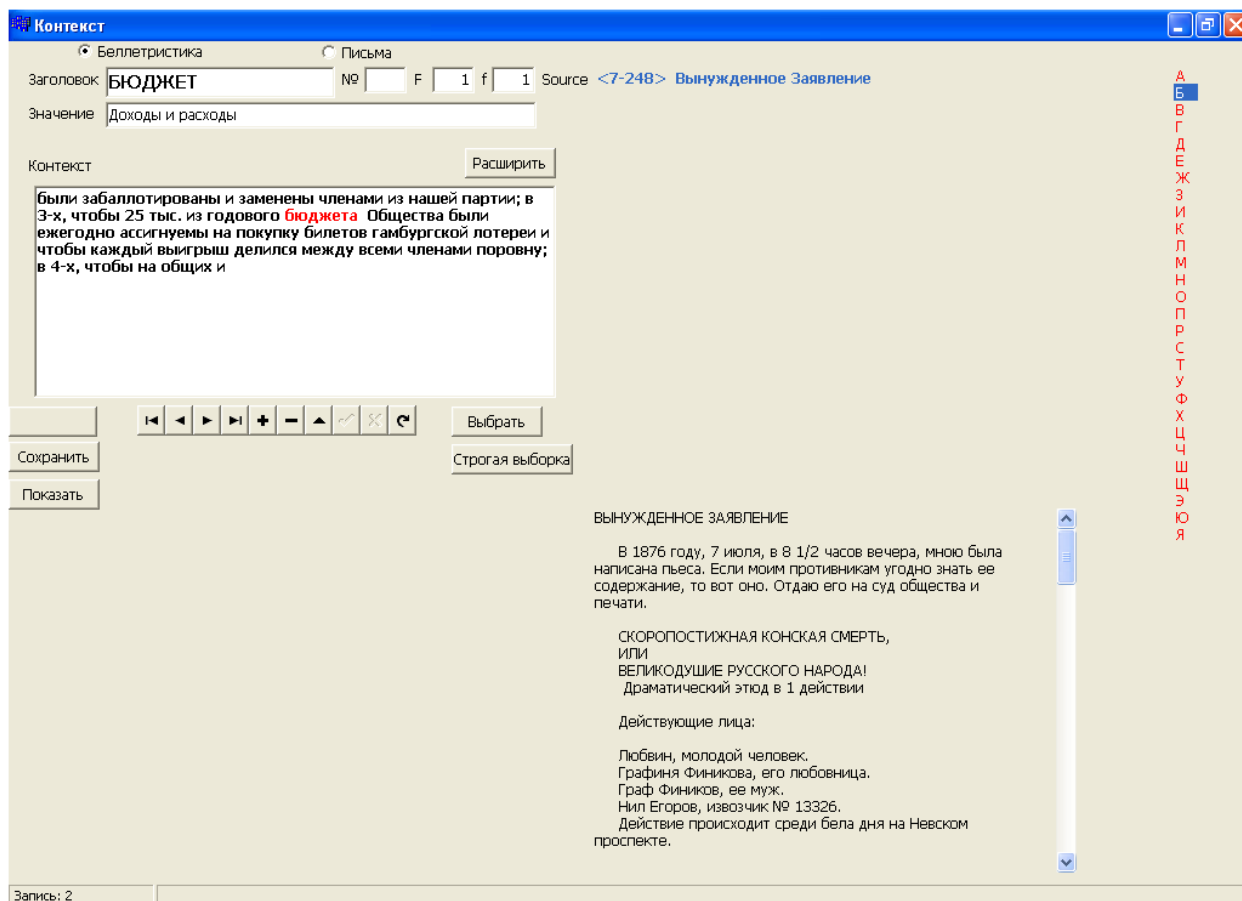 Контекст
Беллетристика Письма
Заголовок БЮДЖЕТ № F 1 f 1 Source <7-248> Вынужденное Заявление
Значение Доходы и расходы
Контекст Расширить
были забаллотированы и заменены членами из нашей партии; в
3-х, чтобы 25 тыс. из годового бюджета Общества были
ежегодно ассигнуемы на покупку билетов гамбургской лотереи и
чтобы каждый выигрыш делился между всеми членами поровну;
в 4-х, чтобы на общих и
Выбрать
Сохранить
Строгая выборка
Показать
ВЫНУЖДЕННОЕ ЗАЯВЛЕНИЕ
В 1876 году, 7 июля, в 8 1/2 часов вечера, мною была
написана пьеса. Если моим противникам угодно знать ее
содержание, то вот оно. Отдаю его на суд общества и
печати.
СКОРОПОСТИЖНАЯ КОНСКАЯ СМЕРТЬ,
ИЛИ
ВЕЛИКОДУШИЕ РУССКОГО НАРОДА!
Драматический этюд в 1 действии
Действующие лица:
Любвин, молодой человек.
Графиня Финикова, его любовница.
Граф Фиников, ее муж.
Нил Егоров, извозчик № 13326.
Действие происходит среди бела дня на Невском
проспекте.
А
Б
В
Г
Д
Е
Ж
З
И
К
Л
М
Н
О
П
Р
С
Т
У
Ф
Х
Ц
Ч
Ш
Щ
Э
Ю
Я
Запись: 2